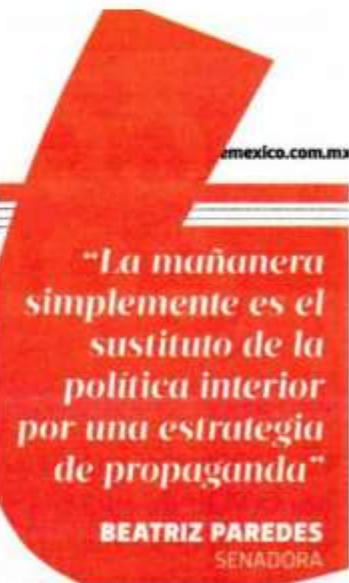 emexico.com.mx
"La mañanera
simplemente es el
sustituto de la
política interior
por una estrategia
de propaganda"
BEATRIZ PAREDES
SENADORA